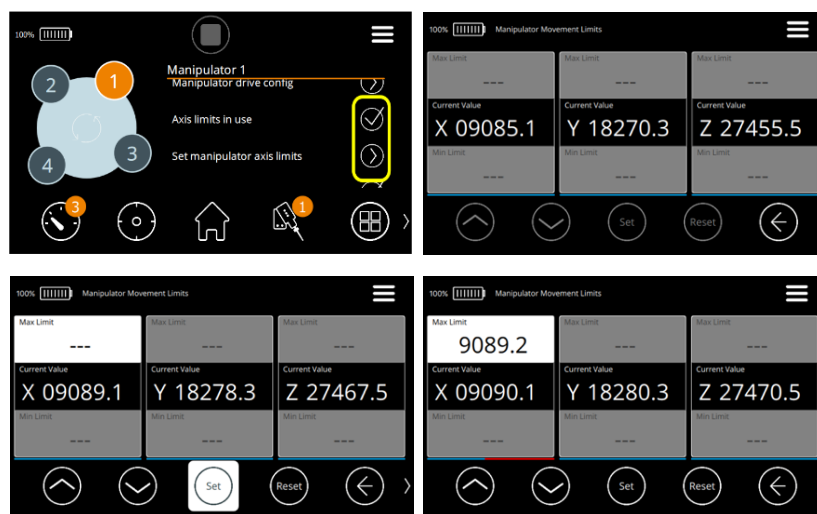 100%
Manipulator 1
Manipulator drive config
2
1
Axis limits in use
4
3
Set manipulator axis limits
3
1
100% Manipulator Movement Limits
Max Limit Max Limit Max Limit
--- --- ---
Current Value Current Value Current Value
X 09085.1 Y 18270.3 Z 27455.5
Min Limit Min Limit Min Limit
--- --- ---
Set Reset
100% Manipulator Movement Limits
Max Limit Max Limit Max Limit
--- --- ---
Current Value Current Value Current Value
X 09089.1 Y 18278.3 Z 27467.5
Min Limit Min Limit Min Limit
--- --- ---
Set Reset
100% Manipulator Movement Limits
Max Limit Max Limit Max Limit
9089.2 --- ---
Current Value Current Value Current Value
X 09090.1 Y 18280.3 Z 27470.5
Min Limit Min Limit Min Limit
--- --- ---
Set Reset